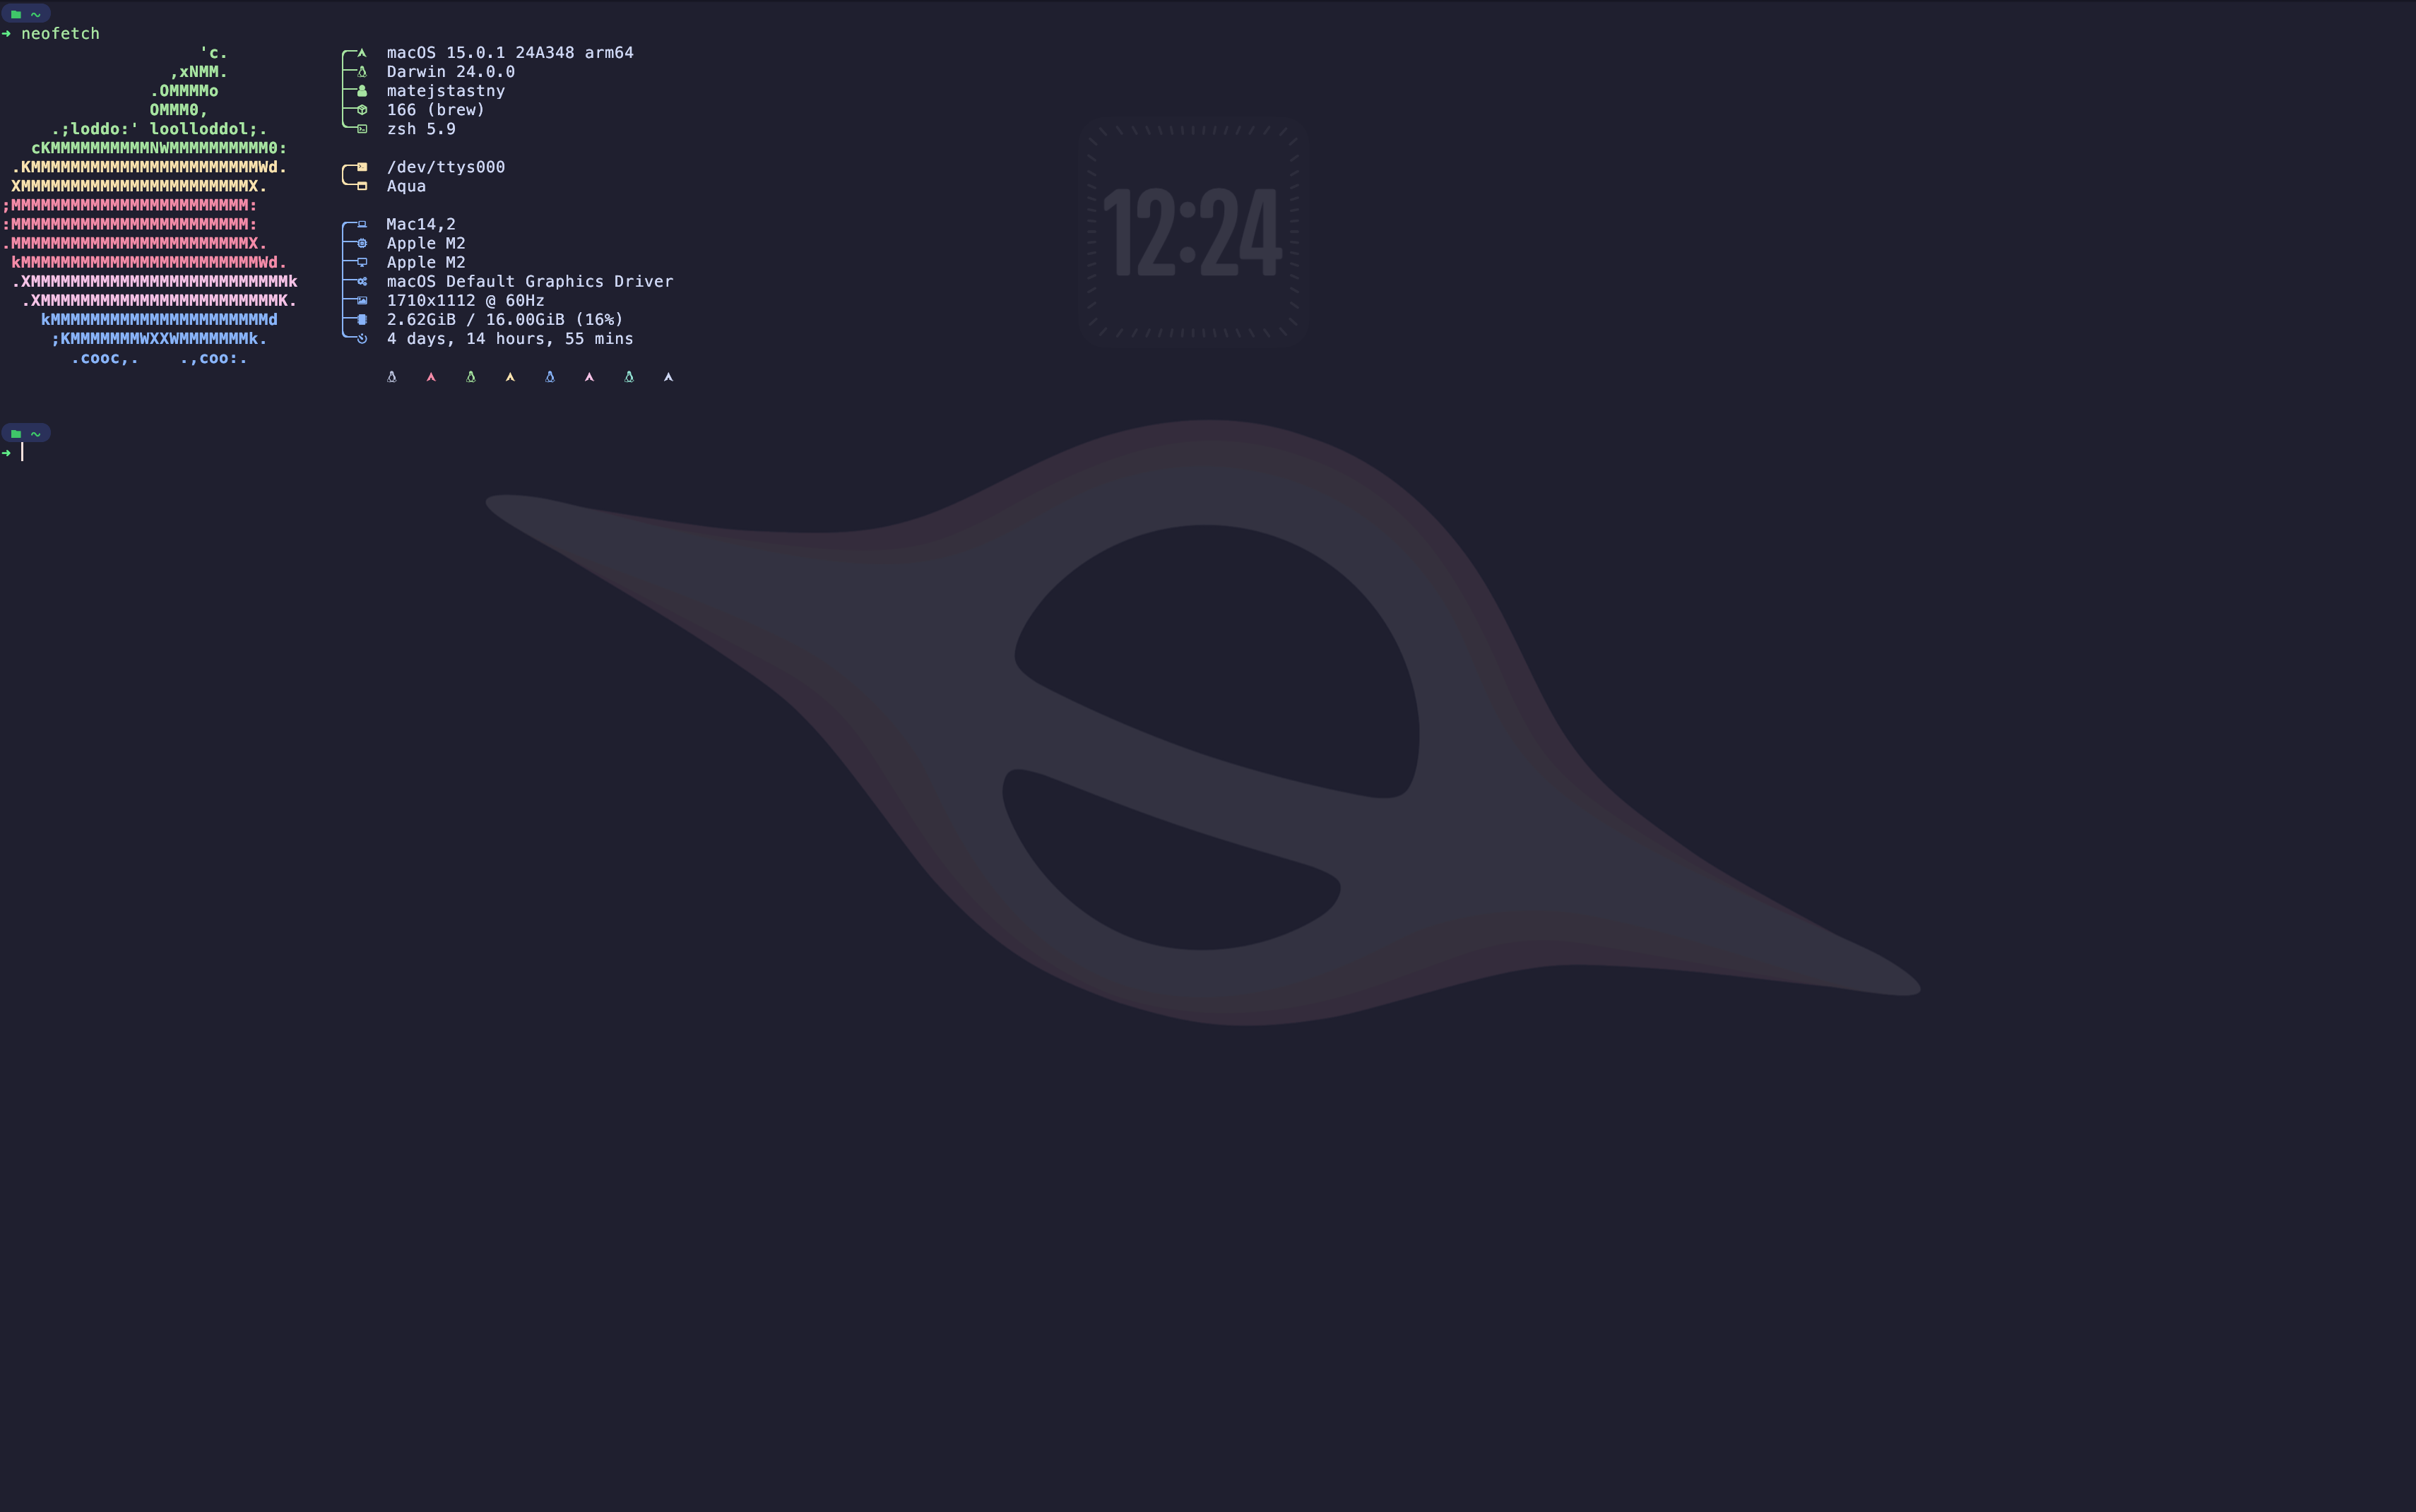 ~
➜ neofetch
'c.
,xNMM.
.OMMMMo
OMMM0,
.;loddo:' loolloddol;.
cKMMMMMMMMMMNWMMMMMMMMMM0:
.KMMMMMMMMMMMMMMMMMMMMMMMWd.
XMMMMMMMMMMMMMMMMMMMMMMMX.
;MMMMMMMMMMMMMMMMMMMMMMMM:
:MMMMMMMMMMMMMMMMMMMMMMMM:
.MMMMMMMMMMMMMMMMMMMMMMMMX.
kMMMMMMMMMMMMMMMMMMMMMMMMWd.
.XMMMMMMMMMMMMMMMMMMMMMMMMMMk
.XMMMMMMMMMMMMMMMMMMMMMMMMK.
kMMMMMMMMMMMMMMMMMMMMMMd
;KMMMMMMMWXXWMMMMMMMk.
.cooc,. .,coo:.
macOS 15.0.1 24A348 arm64
Darwin 24.0.0
matejstastny
166 (brew)
zsh 5.9
/dev/ttys000
Aqua
Mac14,2
Apple M2
Apple M2
macOS Default Graphics Driver
1710x1112 @ 60Hz
2.62GiB / 16.00GiB (16%)
4 days, 14 hours, 55 mins
12:24
~
➜